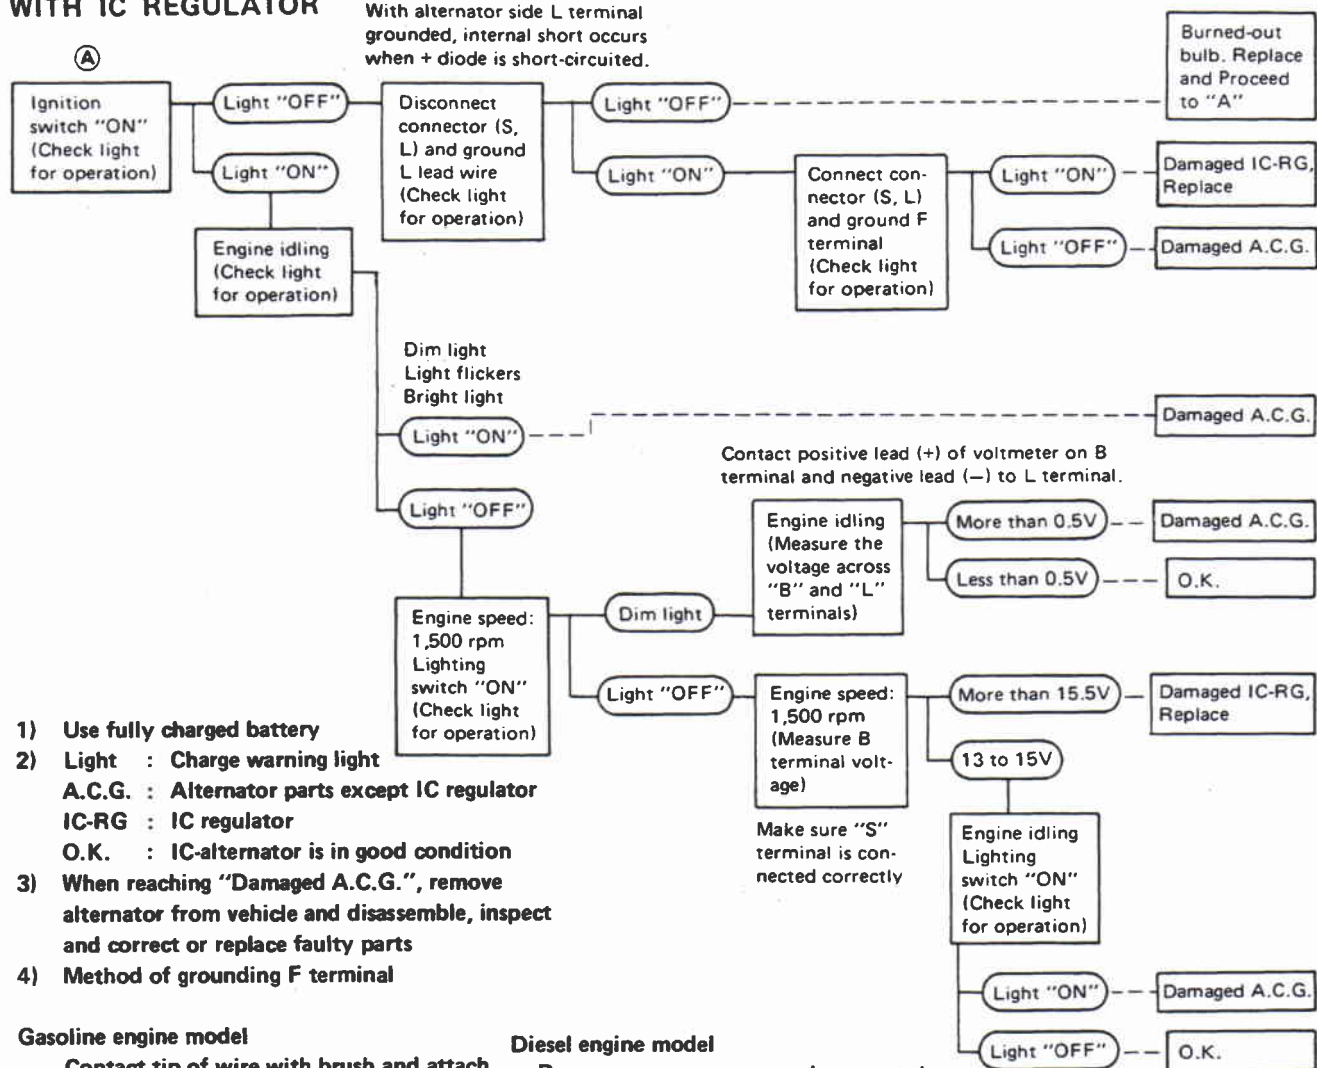 WITH IC REGULATOR
With alternator side L terminal
grounded, internal short occurs
when + diode is short-circuited.
A
Ignition
switch "ON"
(Check light
for operation)
Light "OFF"
Light "ON"
Disconnect
connector (S,
L) and ground
L lead wire
(Check light
for operation)
Light "OFF"
Burned-out
bulb. Replace
and Proceed
to "A"
Light "ON"
Connect con-
nector (S, L)
and ground F
terminal
(Check light
for operation)
Light "ON"
Damaged IC-RG,
Replace
Light "OFF"
Damaged A.C.G.
Engine idling
(Check light
for operation)
Dim light
Light flickers
Bright light
Light "ON"
Damaged A.C.G.
Light "OFF"
Contact positive lead (+) of voltmeter on B
terminal and negative lead (−) to L terminal.
Engine speed:
1,500 rpm
Lighting
switch "ON"
(Check light
for operation)
Dim light
Engine idling
(Measure the
voltage across
"B" and "L"
terminals)
More than 0.5V
Damaged A.C.G.
Less than 0.5V
O.K.
Light "OFF"
Engine speed:
1,500 rpm
(Measure B
terminal volt-
age)
Make sure "S"
terminal is con-
nected correctly
More than 15.5V
Damaged IC-RG,
Replace
13 to 15V
Engine idling
Lighting
switch "ON"
(Check light
for operation)
Light "ON"
Damaged A.C.G.
Light "OFF"
O.K.
1) Use fully charged battery
2) Light : Charge warning light
A.C.G. : Alternator parts except IC regulator
IC-RG : IC regulator
O.K. : IC-alternator is in good condition
3) When reaching "Damaged A.C.G.", remove
alternator from vehicle and disassemble, inspect
and correct or replace faulty parts
4) Method of grounding F terminal
Gasoline engine model
Contact tip of wire with brush and attach
Diesel engine model